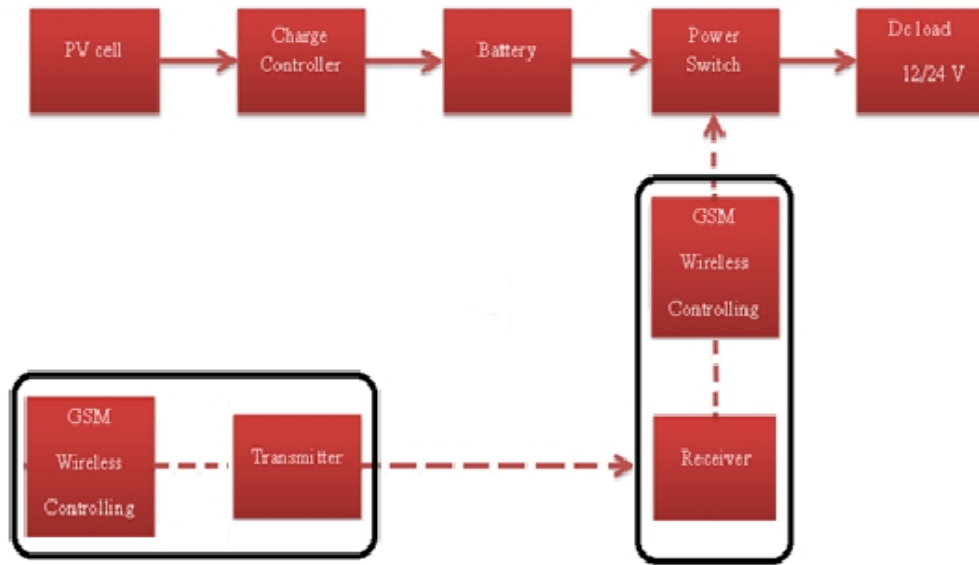 PV cell
Charge
Controller
Battery
Power
Switch
Dc load
12/24 V
GSM
Wireless
Controlling
GSM
Wireless
Controlling
Transmitter
Receiver